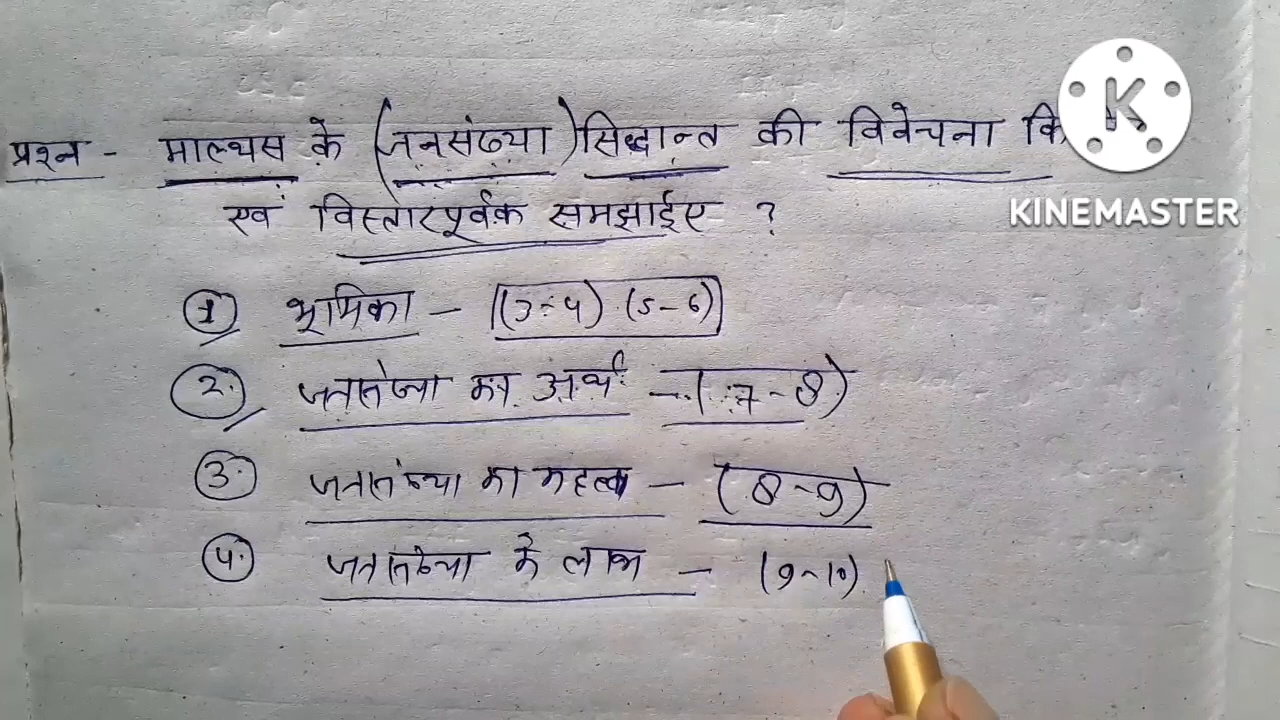 प्रश्न - माल्थस के (जनसंख्या) सिद्धान्त की विवेचना
एवं विस्तारपूर्वक समझाईए ?
① भूमिका - (3-4) (5-6)
②. जनसंख्या का अर्थ - (7-8)
③. जनसंख्या का महत्व - (8-9)
④. जनसंख्या के लाभ - (9-10)
K
KINEMASTER